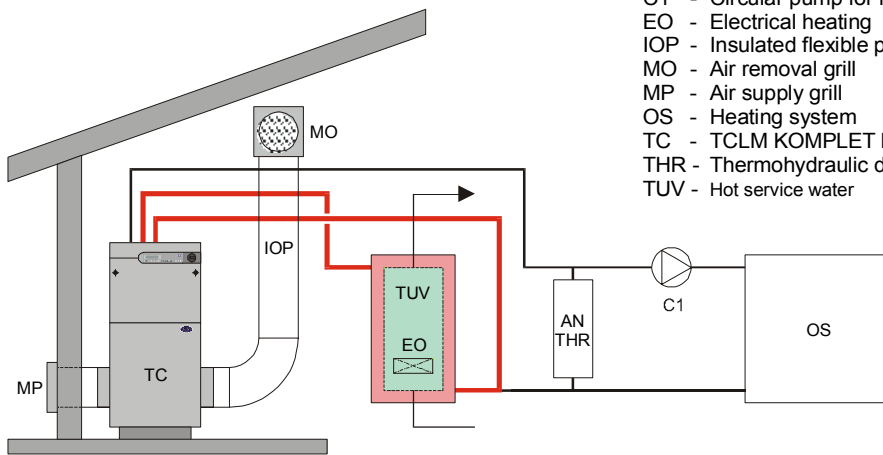 C1 - Circular pump for
EO - Electrical heating
IOP - Insulated flexible
MO - Air removal grill
MP - Air supply grill
OS - Heating system
TC - TCLM KOMPLET
THR - Thermohydraulic
TUV - Hot service water
MO
IOP
TUV
EO
AN
THR
C1
OS
MP
TC